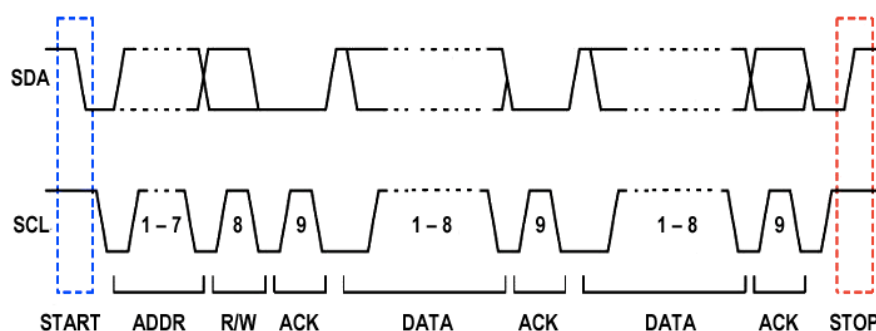 SDA
SCL 1 – 7 8 9 1 – 8 9 1 – 8 9
START ADDR R/W ACK DATA ACK DATA ACK STOP